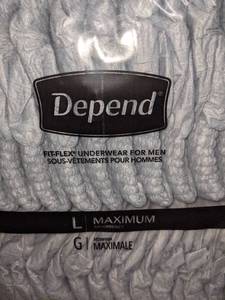 Depend®
FIT-FLEX® UNDERWEAR FOR MEN
SOUS-VÊTEMENTS POUR HOMMES
L | MAXIMUM
G | MAXIMALE